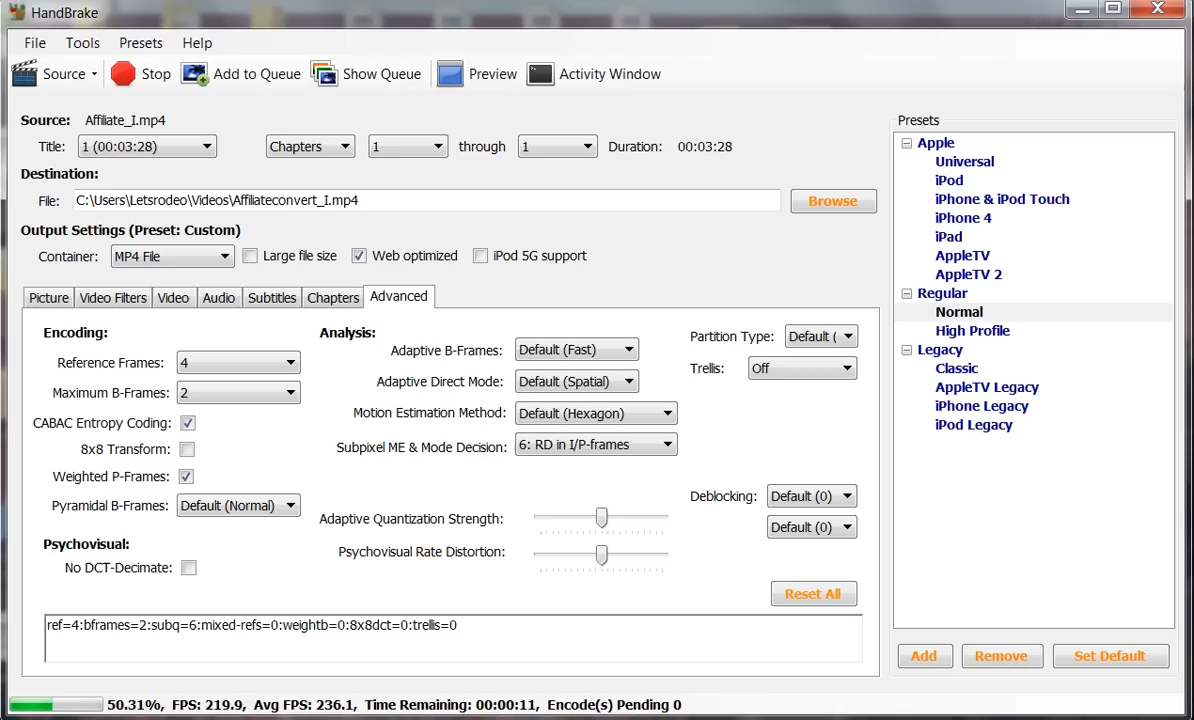 HandBrake
File Tools Presets Help
Source Stop Add to Queue Show Queue Preview Activity Window
Source: Affiliate_I.mp4
Title: 1 (00:03:28) Chapters 1 through 1 Duration: 00:03:28
Destination:
File: C:\Users\Letsrodeo\Videos\Affiliateconvert_I.mp4 Browse
Output Settings (Preset: Custom)
Container: MP4 File Large file size Web optimized iPod 5G support
Picture Video Filters Video Audio Subtitles Chapters Advanced
Encoding:
Reference Frames: 4
Maximum B-Frames: 2
CABAC Entropy Coding:
8x8 Transform:
Weighted P-Frames:
Pyramidal B-Frames: Default (Normal)
Psychovisual:
No DCT-Decimate:
Analysis:
Adaptive B-Frames: Default (Fast)
Adaptive Direct Mode: Default (Spatial)
Motion Estimation Method: Default (Hexagon)
Subpixel ME & Mode Decision: 6: RD in I/P-frames
Adaptive Quantization Strength:
Psychovisual Rate Distortion:
Partition Type: Default (
Trellis: Off
Deblocking: Default (0)
Default (0)
Reset All
ref=4:bframes=2:subq=6:mixed-refs=0:weightb=0:8x8dct=0:trellis=0
Presets
Apple
Universal
iPod
iPhone & iPod Touch
iPhone 4
iPad
AppleTV
AppleTV 2
Regular
Normal
High Profile
Legacy
Classic
AppleTV Legacy
iPhone Legacy
iPod Legacy
Add Remove Set Default
50.31%, FPS: 219.9, Avg FPS: 236.1, Time Remaining: 00:00:11, Encode(s) Pending 0